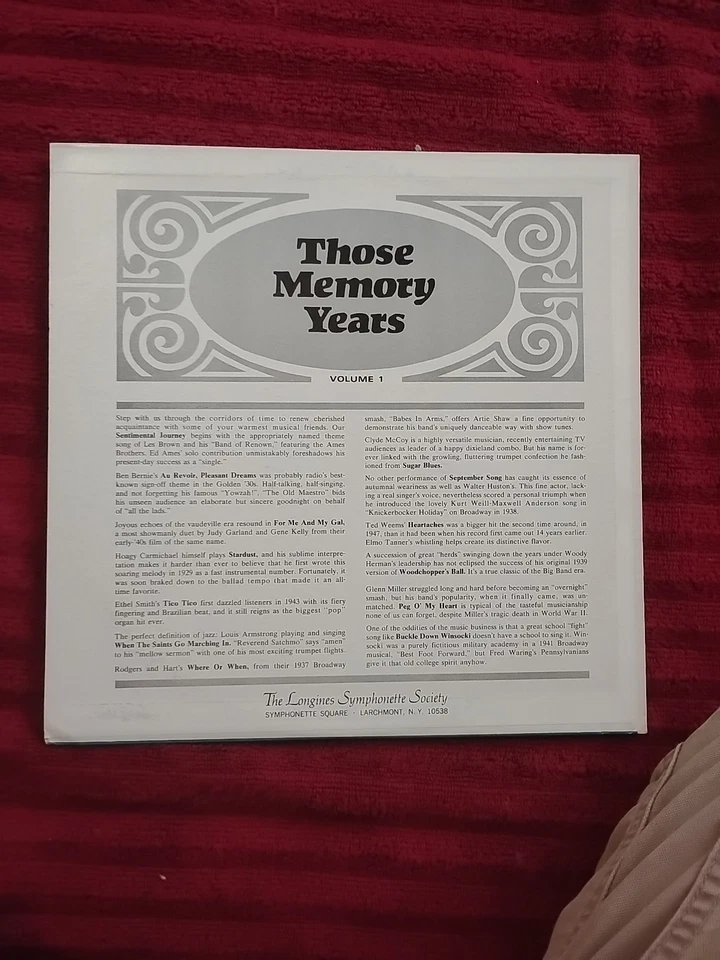 Those
Memory
Years
VOLUME 1
Step with us through the corridors of time to renew cherished
acquaintance with some of your warmest musical friends. Our
Sentimental Journey begins with the appropriately named theme
song of Les Brown and his "Band of Renown," featuring the Ames
Brothers. Ed Ames' solo contribution unmistakably foreshadows his
present-day success as a "single."
Ben Bernie's Au Revoir, Pleasant Dreams was probably radio's best-
known sign-off theme in the Golden '30s. Half-talking, half-singing,
and not forgetting his famous "Yowzah!", "The Old Maestro" bids
his unseen audience an elaborate but sincere goodnight on behalf
of "all the lads."
Joyous echoes of the vaudeville era resound in For Me And My Gal,
a most showmanly duet by Judy Garland and Gene Kelly from their
early-'40s film of the same name.
Hoagy Carmichael himself plays Stardust, and his sublime interpre-
tation makes it harder than ever to believe that he first wrote this
soaring melody in 1929 as a fast instrumental number. Fortunately, it
was soon braked down to the ballad tempo that made it an all-
time favorite.
Ethel Smith's Tico Tico first dazzled listeners in 1943 with its fiery
fingering and Brazilian beat, and it still reigns as the biggest "pop"
organ hit ever.
The perfect definition of jazz: Louis Armstrong playing and singing
When The Saints Go Marching In. "Reverend Satchmo" says "amen"
to his "mellow sermon" with one of his most exciting trumpet flights.
Rodgers and Hart's Where Or When, from their 1937 Broadway
smash, "Babes In Arms," offers Artie Shaw a fine opportunity to
demonstrate his band's uniquely danceable way with show tunes.
Clyde McCoy is a highly versatile musician, recently entertaining TV
audiences as leader of a happy dixieland combo. But his name is for-
ever linked with the growling, fluttering trumpet confection he fash-
ioned from Sugar Blues.
No other performance of September Song has caught its essence of
autumnal weariness as well as Walter Huston's. This fine actor, lack-
ing a real singer's voice, nevertheless scored a personal triumph when
he introduced the lovely Kurt Weill-Maxwell Anderson song in
"Knickerbocker Holiday" on Broadway in 1938.
Ted Weems' Heartaches was a bigger hit the second time around, in
1947, than it had been when his record first came out 14 years earlier.
Elmo Tanner's whistling helps create its distinctive flavor.
A succession of great "herds" swinging down the years under Woody
Herman's leadership has not eclipsed the success of his original 1939
version of Woodchopper's Ball. It's a true classic of the Big Band era.
Glenn Miller struggled long and hard before becoming an "overnight"
smash, but his band's popularity, when it finally came, was un-
matched. Peg O' My Heart is typical of the tasteful musicianship
none of us can forget, despite Miller's tragic death in World War II.
One of the oddities of the music business is that a great school "fight"
song like Buckle Down Winsocki doesn't have a school to sing it. Win-
socki was a purely fictitious military academy in a 1941 Broadway
musical, "Best Foot Forward," but Fred Waring's Pennsylvanians
give it that old college spirit anyhow.
The Longines Symphonette Society
SYMPHONETTE SQUARE · LARCHMONT, N.Y. 10538